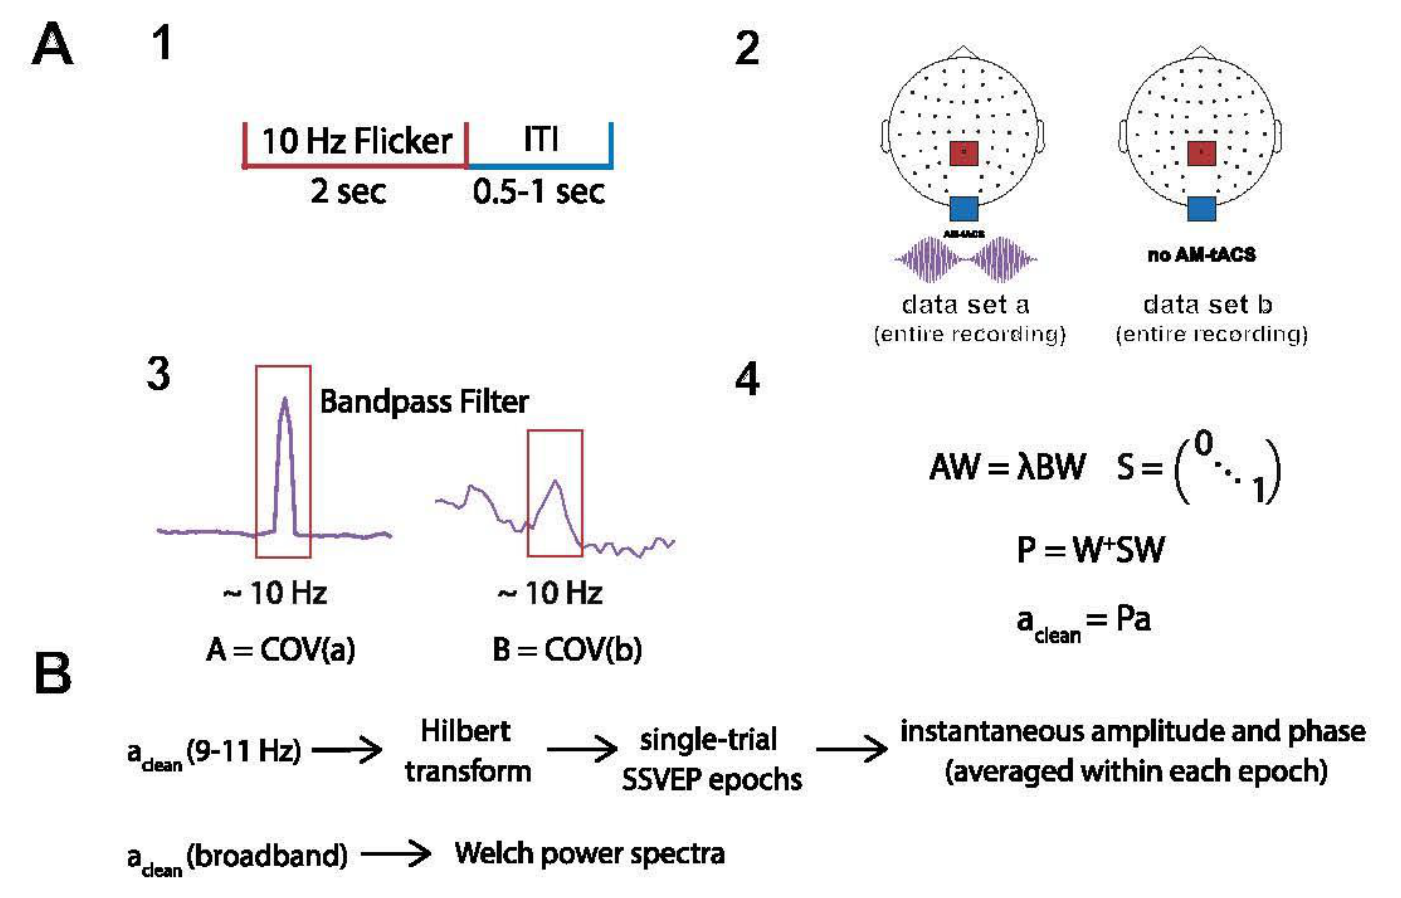 A
1
10 Hz Flicker
ITI
2 sec
0.5-1 sec
2
AM-tACS
no AM-tACS
data set a
data set b
(entire recording)
(entire recording)
3
Bandpass Filter
~ 10 Hz
~ 10 Hz
A = COV(a)
B = COV(b)
4
AW = λBW S = (0 ⋱ 1)
P = W⁺SW
a_clean = Pa
B
a_clean (9-11 Hz) → Hilbert transform → single-trial SSVEP epochs → instantaneous amplitude and phase (averaged within each epoch)
a_clean (broadband) → Welch power spectra